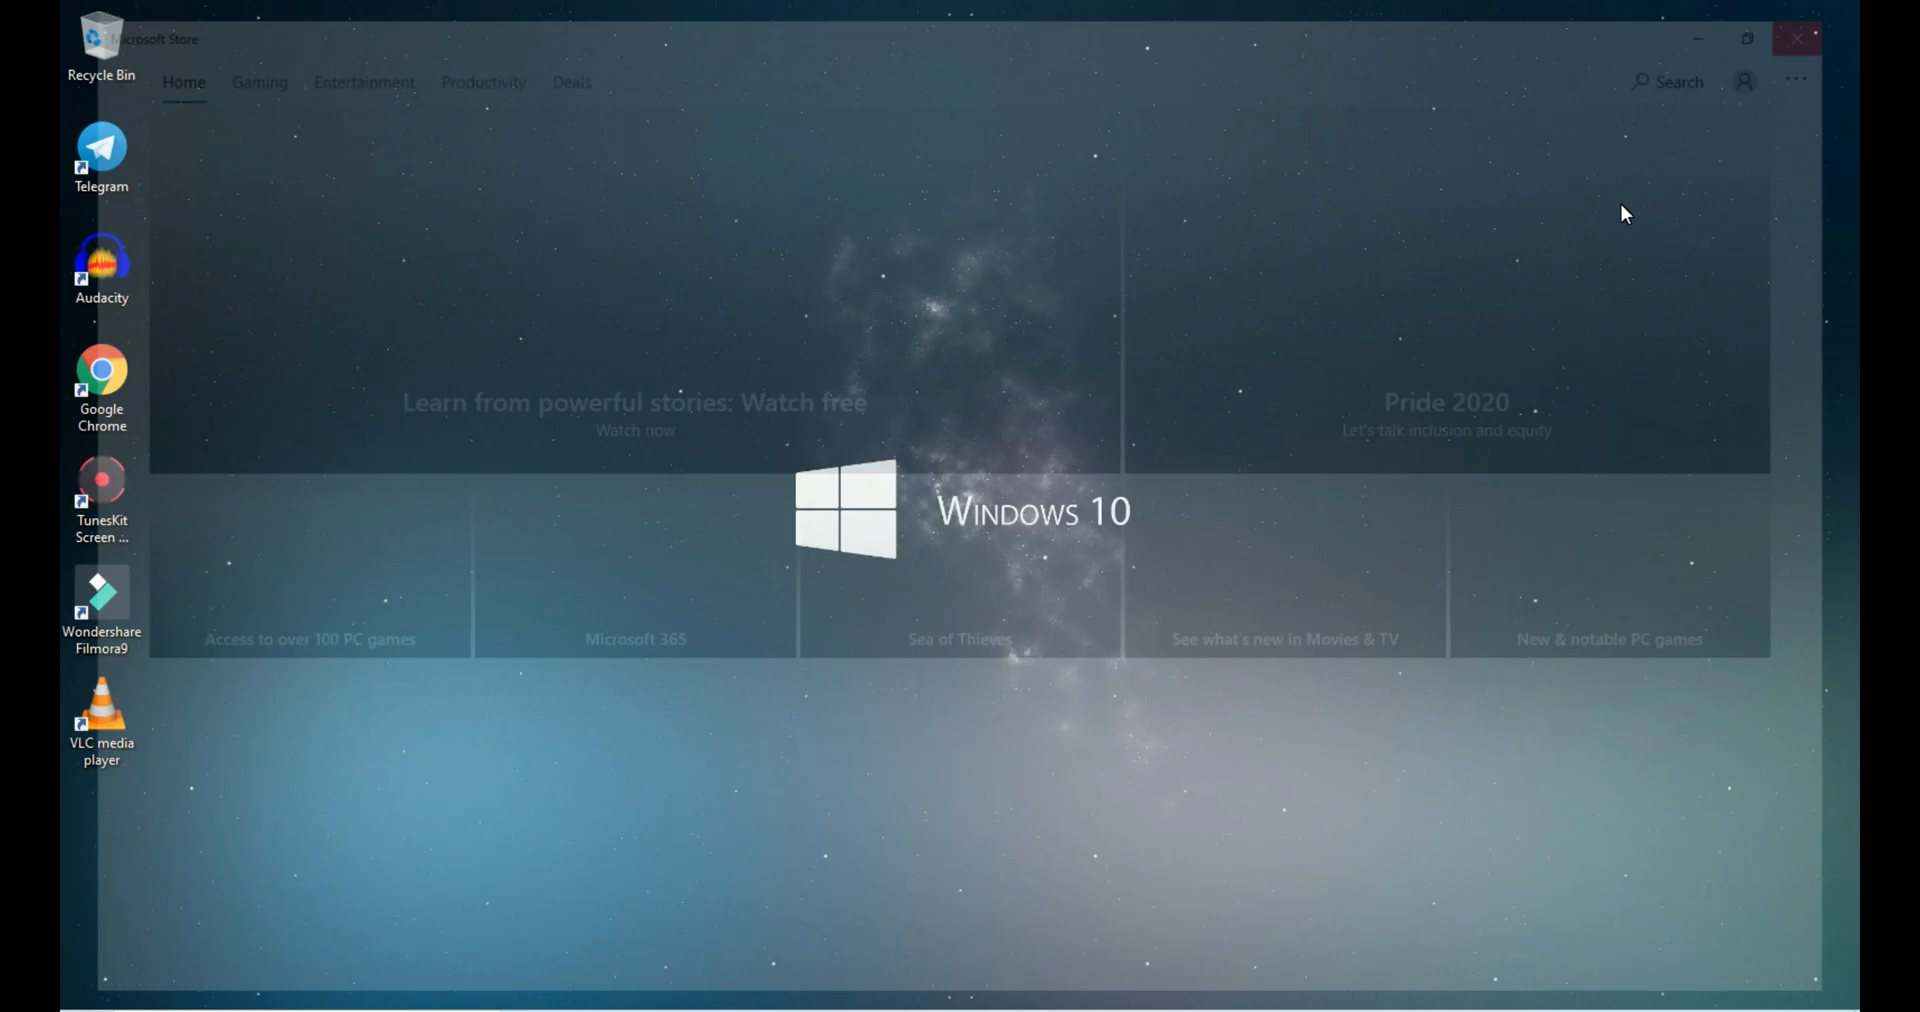 Recycle Bin
Microsoft Store
Home Gaming Entertainment Productivity Deals
Search
Telegram
Audacity
Google
Chrome
TunesKit
Screen ...
Wondershare
Filmora9
VLC media
player
Learn from powerful stories: Watch free
Watch now
Pride 2020
Let's talk inclusion and equity
WINDOWS 10
Access to over 100 PC games
Microsoft 365
Sea of Thieves
See what's new in Movies & TV
New & notable PC games